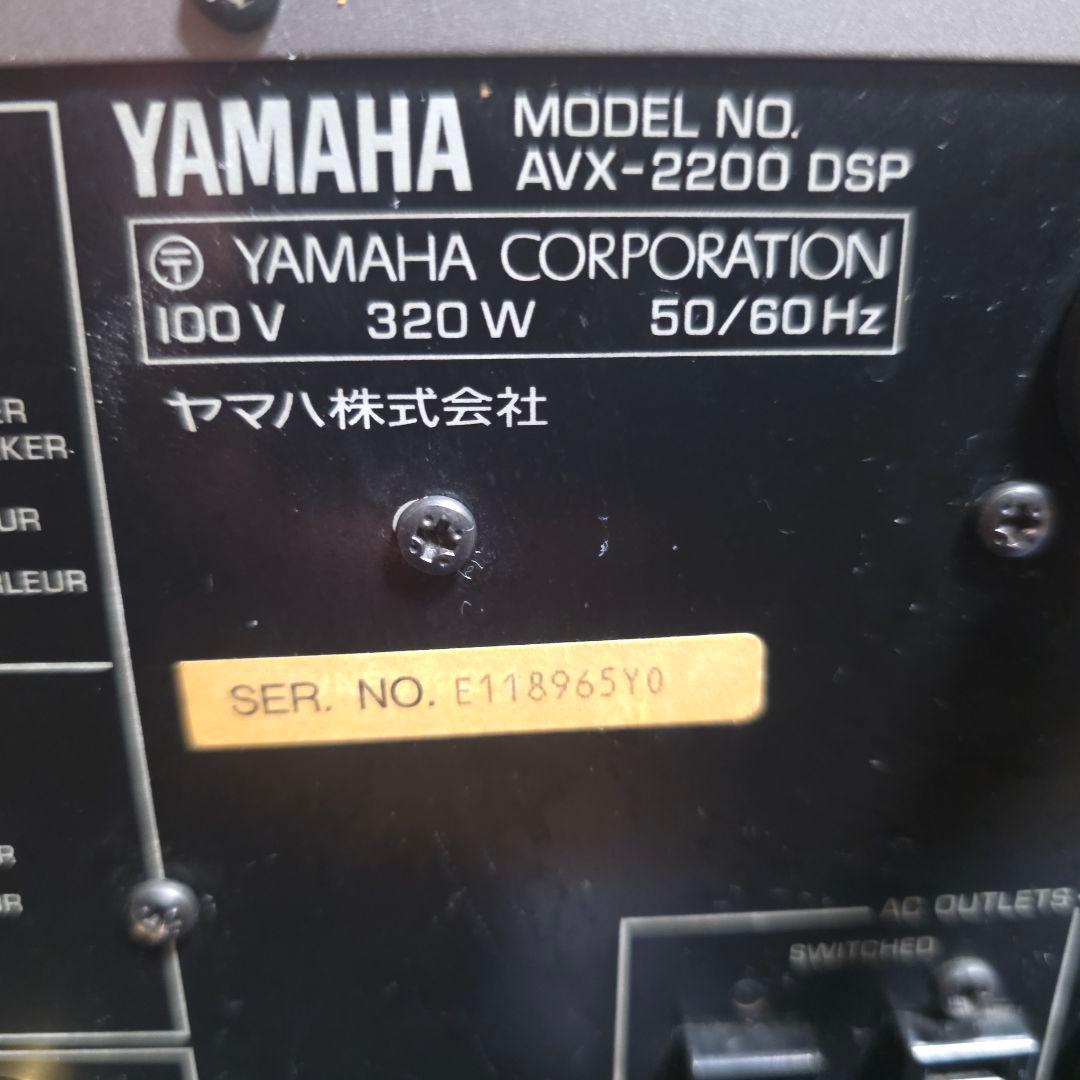 YAMAHA
MODEL NO.
AVX-2200 DSP
〶 YAMAHA CORPORATION
100V 320W 50/60Hz
ヤマハ株式会社
SER. NO. E118965Y0
AC OUTLETS
SWITCHED